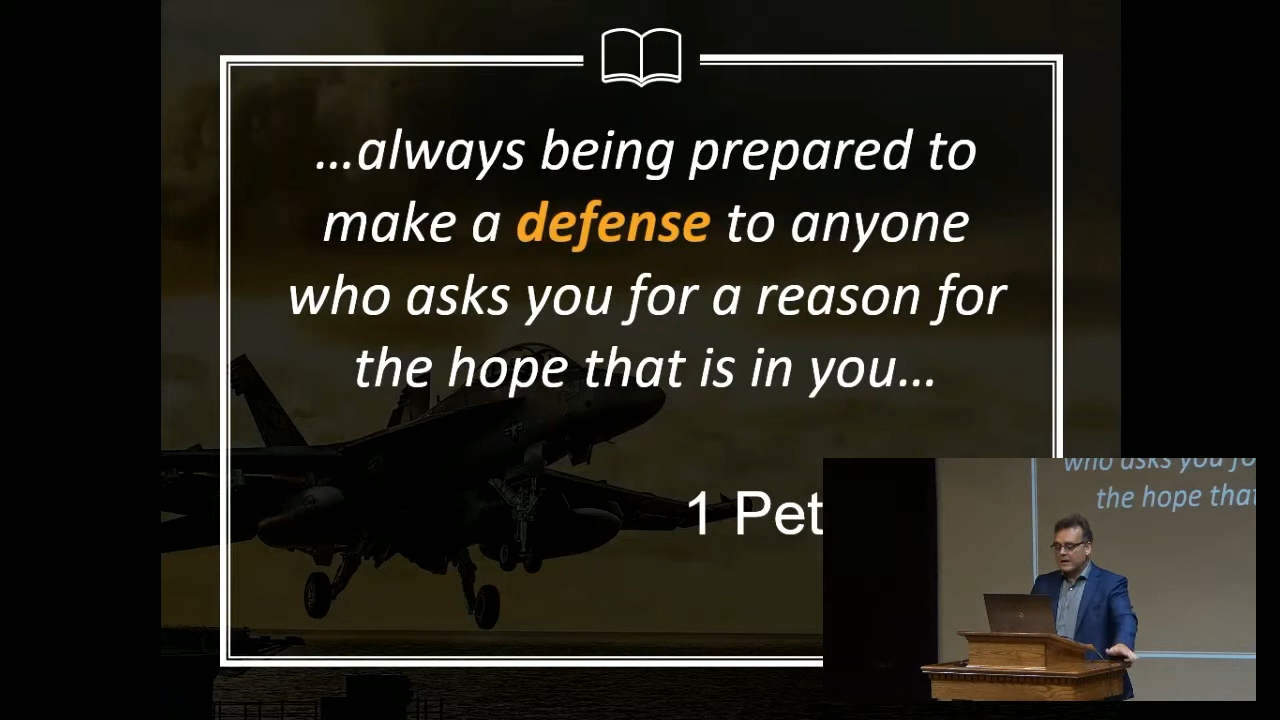 ...always being prepared to
make a defense to anyone
who asks you for a reason for
the hope that is in you...
1 Pet
who asks you fo
the hope that